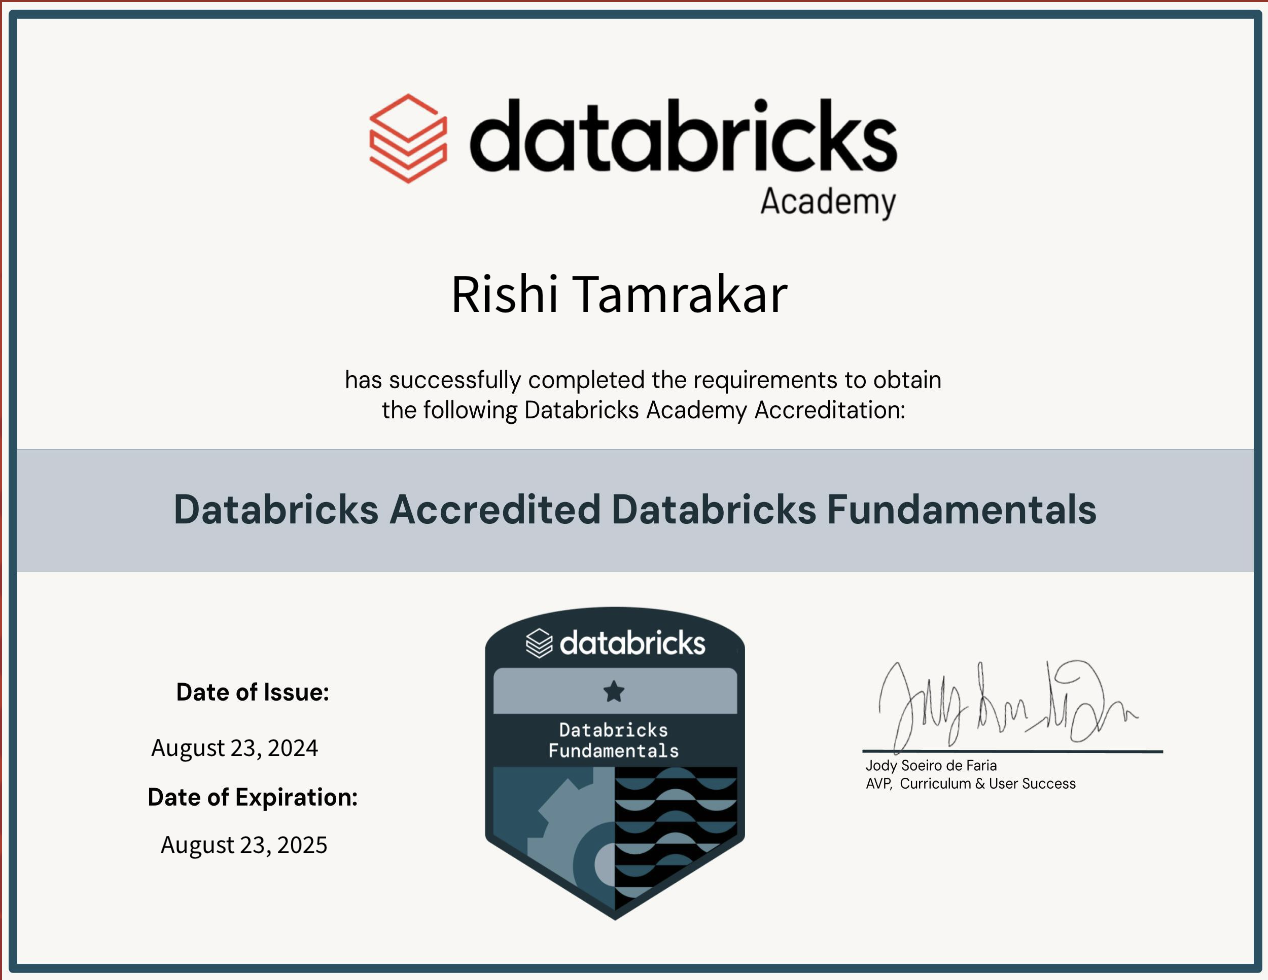 databricks
Academy
Rishi Tamrakar
has successfully completed the requirements to obtain
the following Databricks Academy Accreditation:
Databricks Accredited Databricks Fundamentals
Date of Issue:
August 23, 2024
Date of Expiration:
August 23, 2025
databricks
Databricks
Fundamentals
Jody Soeiro de Faria
AVP, Curriculum & User Success